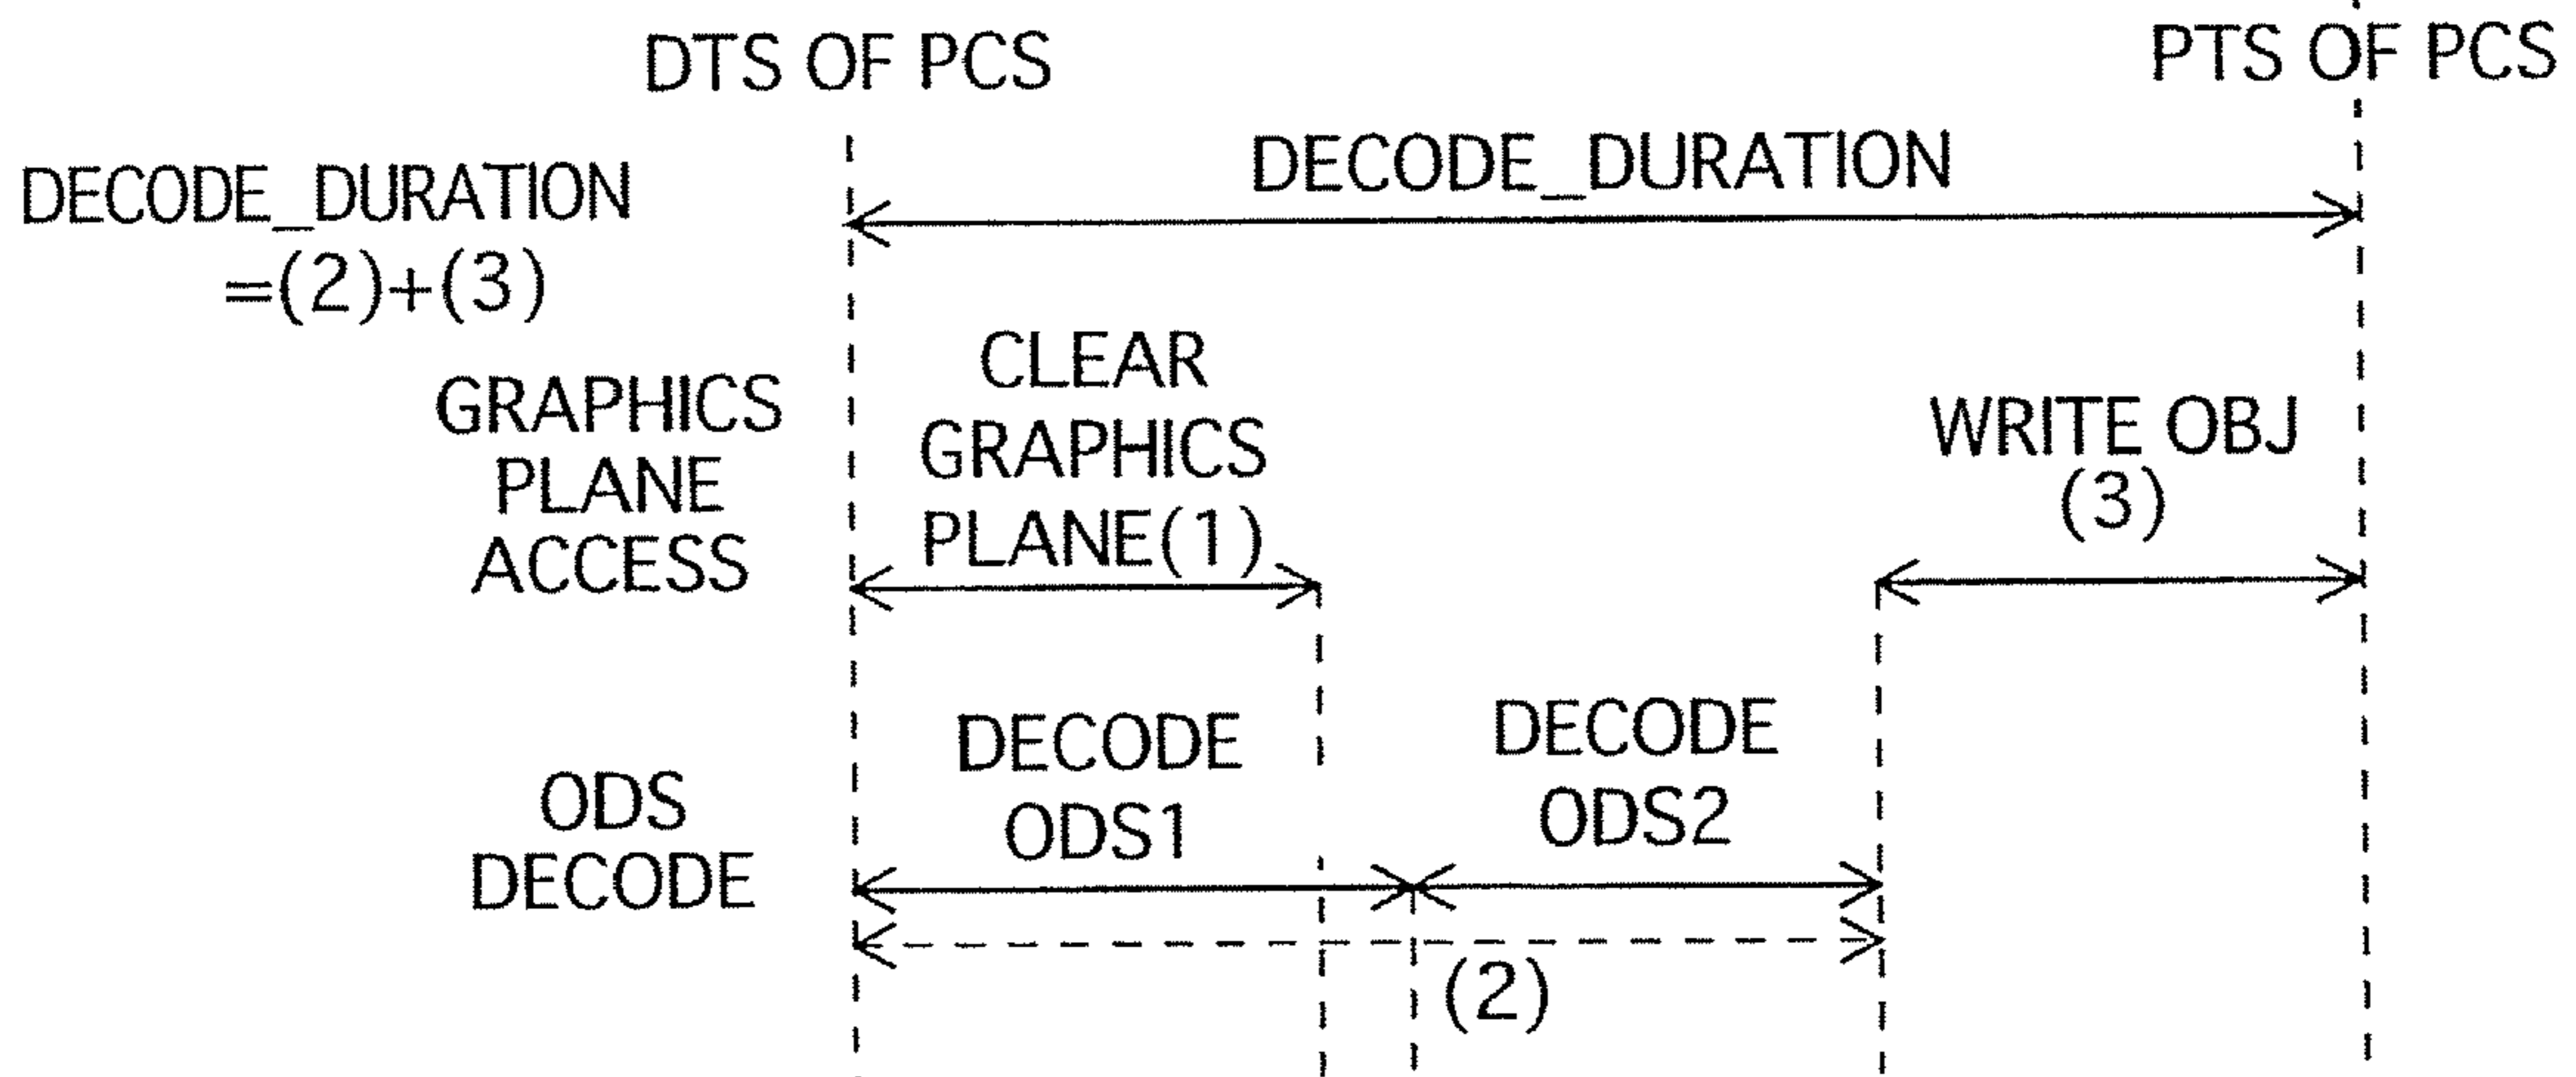 DTS OF PCS
PTS OF PCS
DECODE_DURATION
DECODE_DURATION
=(2)+(3)
GRAPHICS
PLANE
ACCESS
CLEAR
GRAPHICS
PLANE(1)
WRITE OBJ
(3)
ODS
DECODE
DECODE
ODS1
DECODE
ODS2
(2)